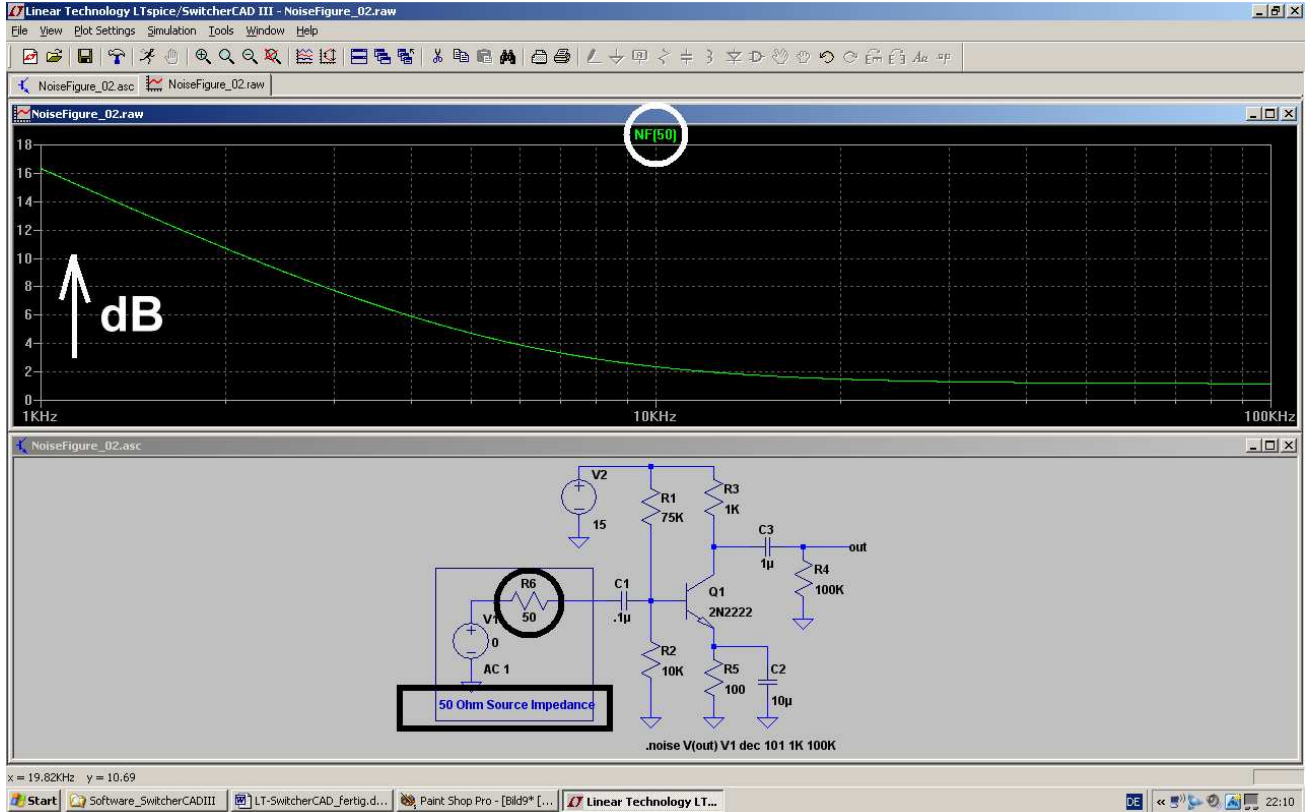 Linear Technology LTspice/SwitcherCAD III - NoiseFigure_02.raw
File View Plot Settings Simulation Tools Window Help
NoiseFigure_02.asc NoiseFigure_02.raw
NoiseFigure_02.raw
NF(50)
18
16
14
12
10
8
6
4
2
0
dB
1KHz 10KHz 100KHz
NoiseFigure_02.asc
V2
15
R1
75K
R3
1K
C3
1µ
out
R4
100K
R6
50
C1
.1µ
Q1
2N2222
V1
0
AC 1
R2
10K
R5
100
C2
10µ
50 Ohm Source Impedance
.noise V(out) V1 dec 101 1K 100K
x = 19.82KHz y = 10.69
Start Software_SwitcherCADIII LT-SwitcherCAD_fertig.d... Paint Shop Pro - [Bild9* [... Linear Technology LT... DE 22:10